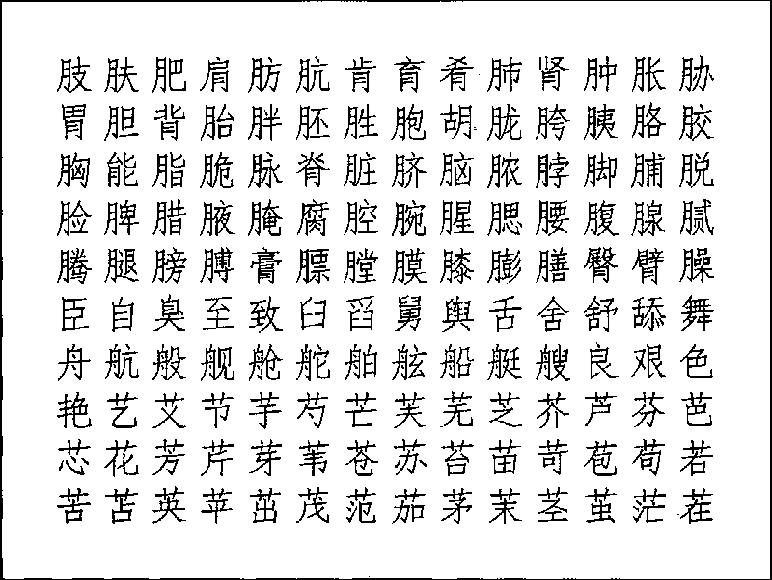 肢肤肥肩肪肮肯育肴肺肾肿胀胁
胃胆背胎胖胚胜胞胡胧胯胰胳胶
胸能脂脆脉脊脏脐脑脓脖脚脯脱
脸脾腊腋腌腐腔腕腥腮腰腹腺腻
腾腿膀膊膏膘膛膜膝膨膳臀臂臊
臣自臭至致臼舀舅舆舌舍舒舔舞
舟航般舰舱舵舶舷船艇艘良艰色
艳艺艾节芋芍芒芙芜芝芥芦芬芭
芯花芳芹芽苇苍苏苔苗苛苞苟若
苦苫英苹茁茂范茄茅茉茎茧茫茬